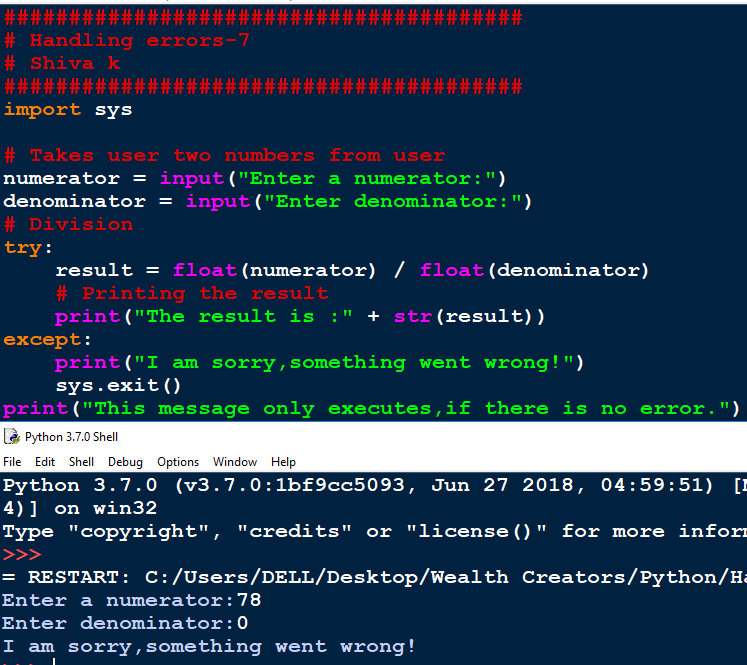 ########################################
# Handling errors-7
# Shiva k
########################################
import sys
# Takes user two numbers from user
numerator = input("Enter a numerator:")
denominator = input("Enter denominator:")
# Division
try:
    result = float(numerator) / float(denominator)
    # Printing the result
    print("The result is :" + str(result))
except:
    print("I am sorry,something went wrong!")
    sys.exit()
print("This message only executes,if there is no error.")
Python 3.7.0 Shell
File Edit Shell Debug Options Window Help
Python 3.7.0 (v3.7.0:1bf9cc5093, Jun 27 2018, 04:59:51) [
4)] on win32
Type "copyright", "credits" or "license()" for more infor
>>>
= RESTART: C:/Users/DELL/Desktop/Wealth Creators/Python/Ha
Enter a numerator:78
Enter denominator:0
I am sorry,something went wrong!